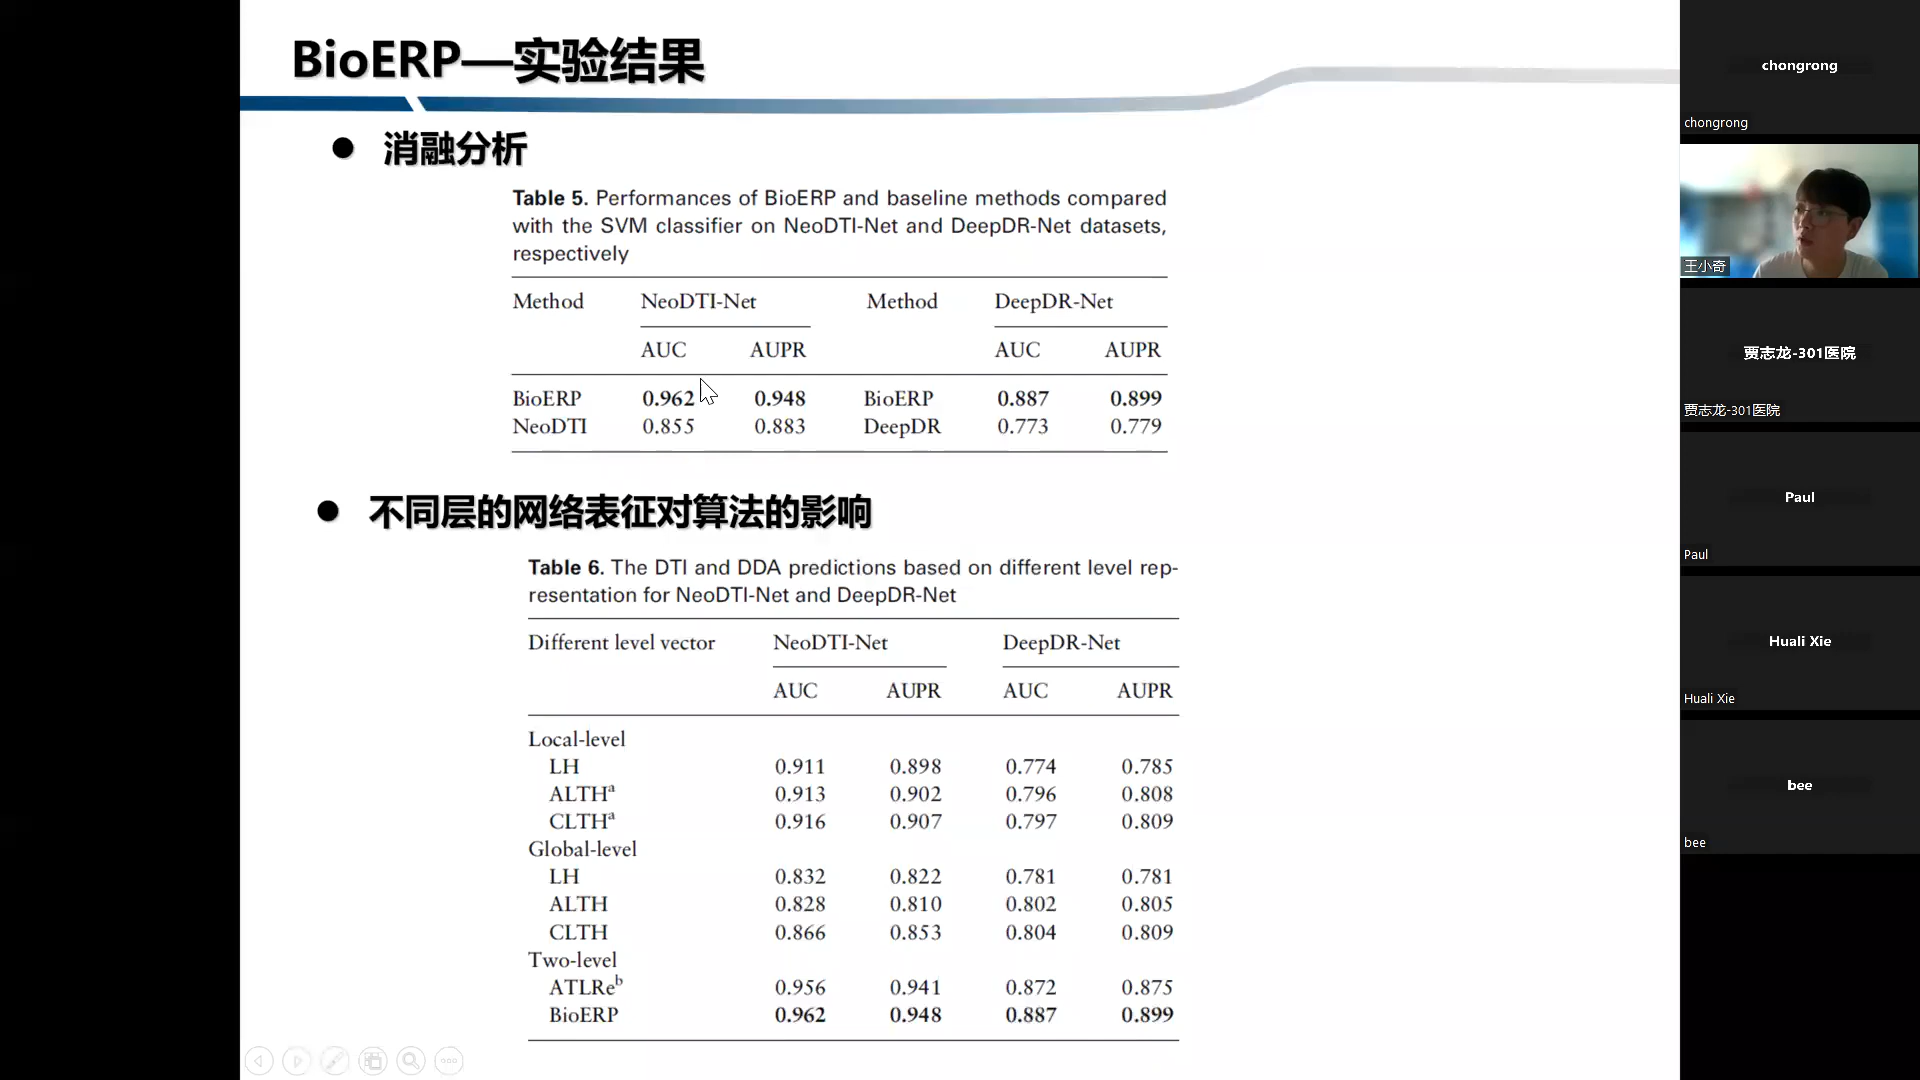 BioERP—实验结果
● 消融分析
Table 5. Performances of BioERP and baseline methods compared
with the SVM classifier on NeoDTI-Net and DeepDR-Net datasets,
respectively
Method NeoDTI-Net Method DeepDR-Net
AUC AUPR AUC AUPR
BioERP 0.962 0.948 BioERP 0.887 0.899
NeoDTI 0.855 0.883 DeepDR 0.773 0.779
● 不同层的网络表征对算法的影响
Table 6. The DTI and DDA predictions based on different level rep-
resentation for NeoDTI-Net and DeepDR-Net
Different level vector NeoDTI-Net DeepDR-Net
AUC AUPR AUC AUPR
Local-level
LH 0.911 0.898 0.774 0.785
ALTHa 0.913 0.902 0.796 0.808
CLTHa 0.916 0.907 0.797 0.809
Global-level
LH 0.832 0.822 0.781 0.781
ALTH 0.828 0.810 0.802 0.805
CLTH 0.866 0.853 0.804 0.809
Two-level
ATLReb 0.956 0.941 0.872 0.875
BioERP 0.962 0.948 0.887 0.899
chongrong
chongrong
王小奇
贾志龙-301医院
贾志龙-301医院
Paul
Paul
Huali Xie
Huali Xie
bee
bee